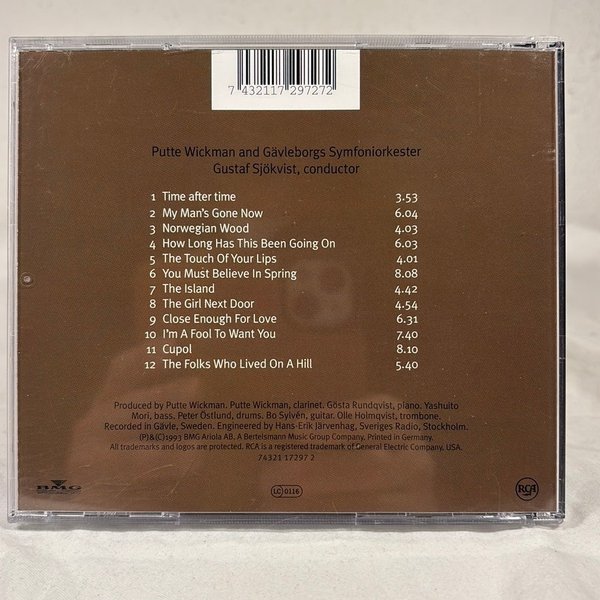 7 432117 297272
Putte Wickman and Gävleborgs Symfoniorkester
Gustaf Sjökvist, conductor
1 Time after time 3.53
2 My Man's Gone Now 6.04
3 Norwegian Wood 4.03
4 How Long Has This Been Going On 6.03
5 The Touch Of Your Lips 4.01
6 You Must Believe In Spring 8.08
7 The Island 4.42
8 The Girl Next Door 4.54
9 Close Enough For Love 6.31
10 I'm A Fool To Want You 7.40
11 Cupol 8.10
12 The Folks Who Lived On A Hill 5.40
Produced by Putte Wickman. Putte Wickman, clarinet. Gösta Rundqvist, piano. Yashuito
Mori, bass. Peter Östlund, drums. Bo Sylvén, guitar. Olle Holmqvist, trombone.
Recorded in Gävle, Sweden. Engineered by Hans-Erik Järvenhag, Sveriges Radio, Stockholm.
(P)&(C)1993 BMG Ariola AB. A Bertelsmann Music Group Company. Printed in Germany.
All trademarks and logos are protected. RCA is a registered trademark of General Electric Company, USA.
74321 17297 2
BMG
LC 0116
RCA